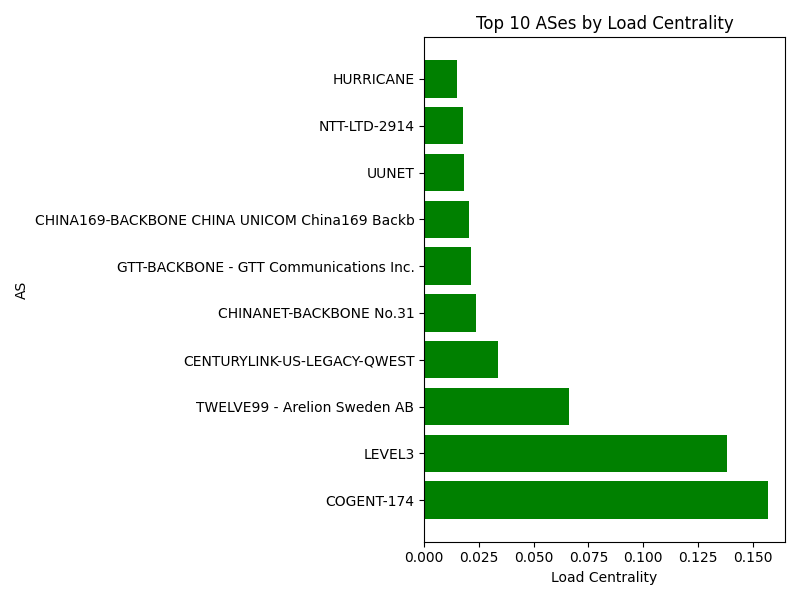 Top 10 ASes by Load Centrality
HURRICANE
NTT-LTD-2914
UUNET
CHINA169-BACKBONE CHINA UNICOM China169 Backb
GTT-BACKBONE - GTT Communications Inc.
CHINANET-BACKBONE No.31
CENTURYLINK-US-LEGACY-QWEST
TWELVE99 - Arelion Sweden AB
LEVEL3
COGENT-174
AS
0.000 0.025 0.050 0.075 0.100 0.125 0.150
Load Centrality